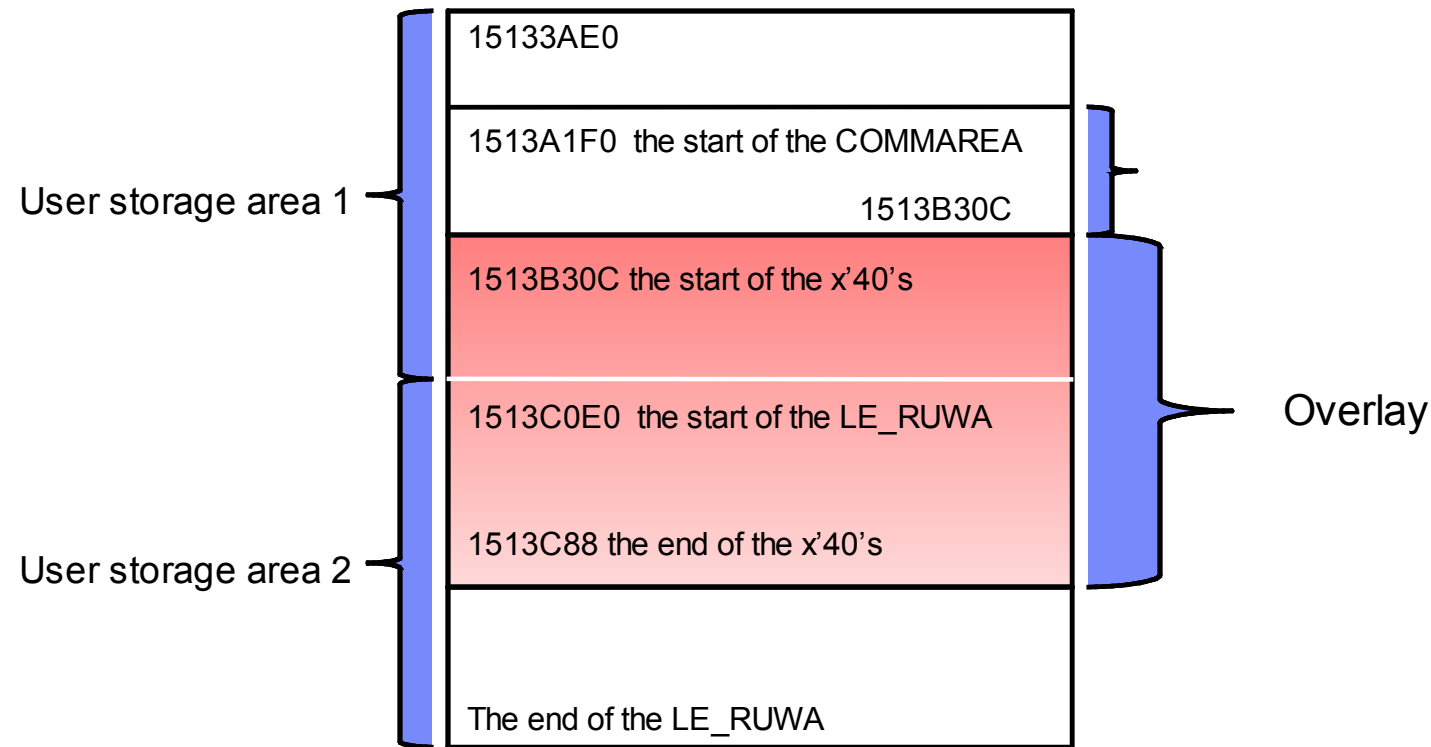 15133AE0
1513A1F0 the start of the COMMAREA
User storage area 1
1513B30C
1513B30C the start of the x'40's
1513C0E0 the start of the LE_RUWA
Overlay
1513C88 the end of the x'40's
User storage area 2
The end of the LE_RUWA